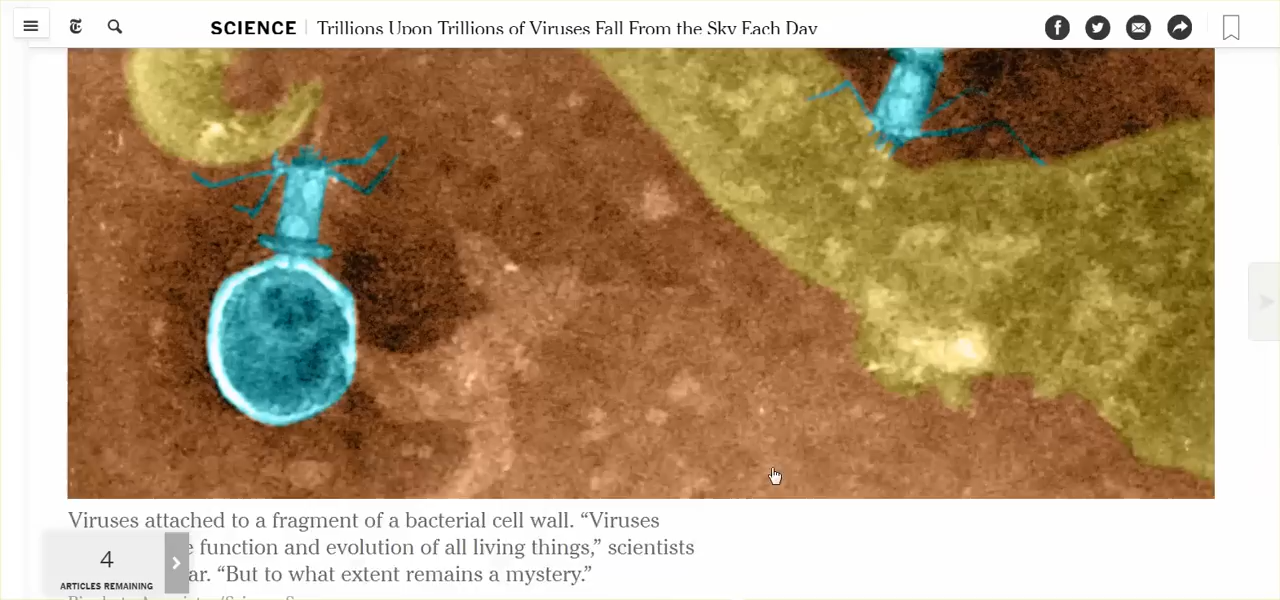 SCIENCE Trillions Upon Trillions of Viruses Fall From the Sky Each Day
Viruses attached to a fragment of a bacterial cell wall. “Viruses
function and evolution of all living things,” scientists
“But to what extent remains a mystery.”
4
ARTICLES REMAINING